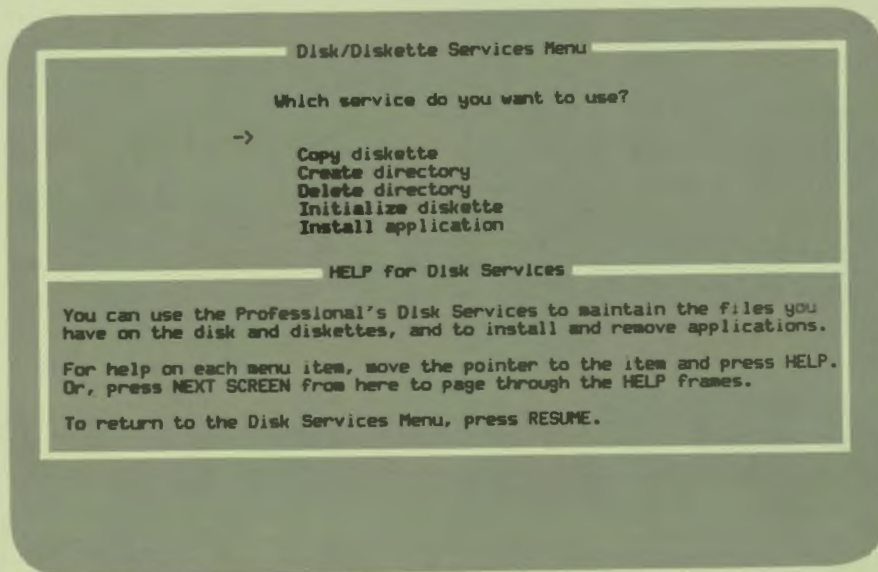 Disk/Diskette Services Menu
Which service do you want to use?
->
Copy diskette
Create directory
Delete directory
Initialize diskette
Install application
HELP for Disk Services
You can use the Professional's Disk Services to maintain the files you
have on the disk and diskettes, and to install and remove applications.
For help on each menu item, move the pointer to the item and press HELP.
Or, press NEXT SCREEN from here to page through the HELP frames.
To return to the Disk Services Menu, press RESUME.